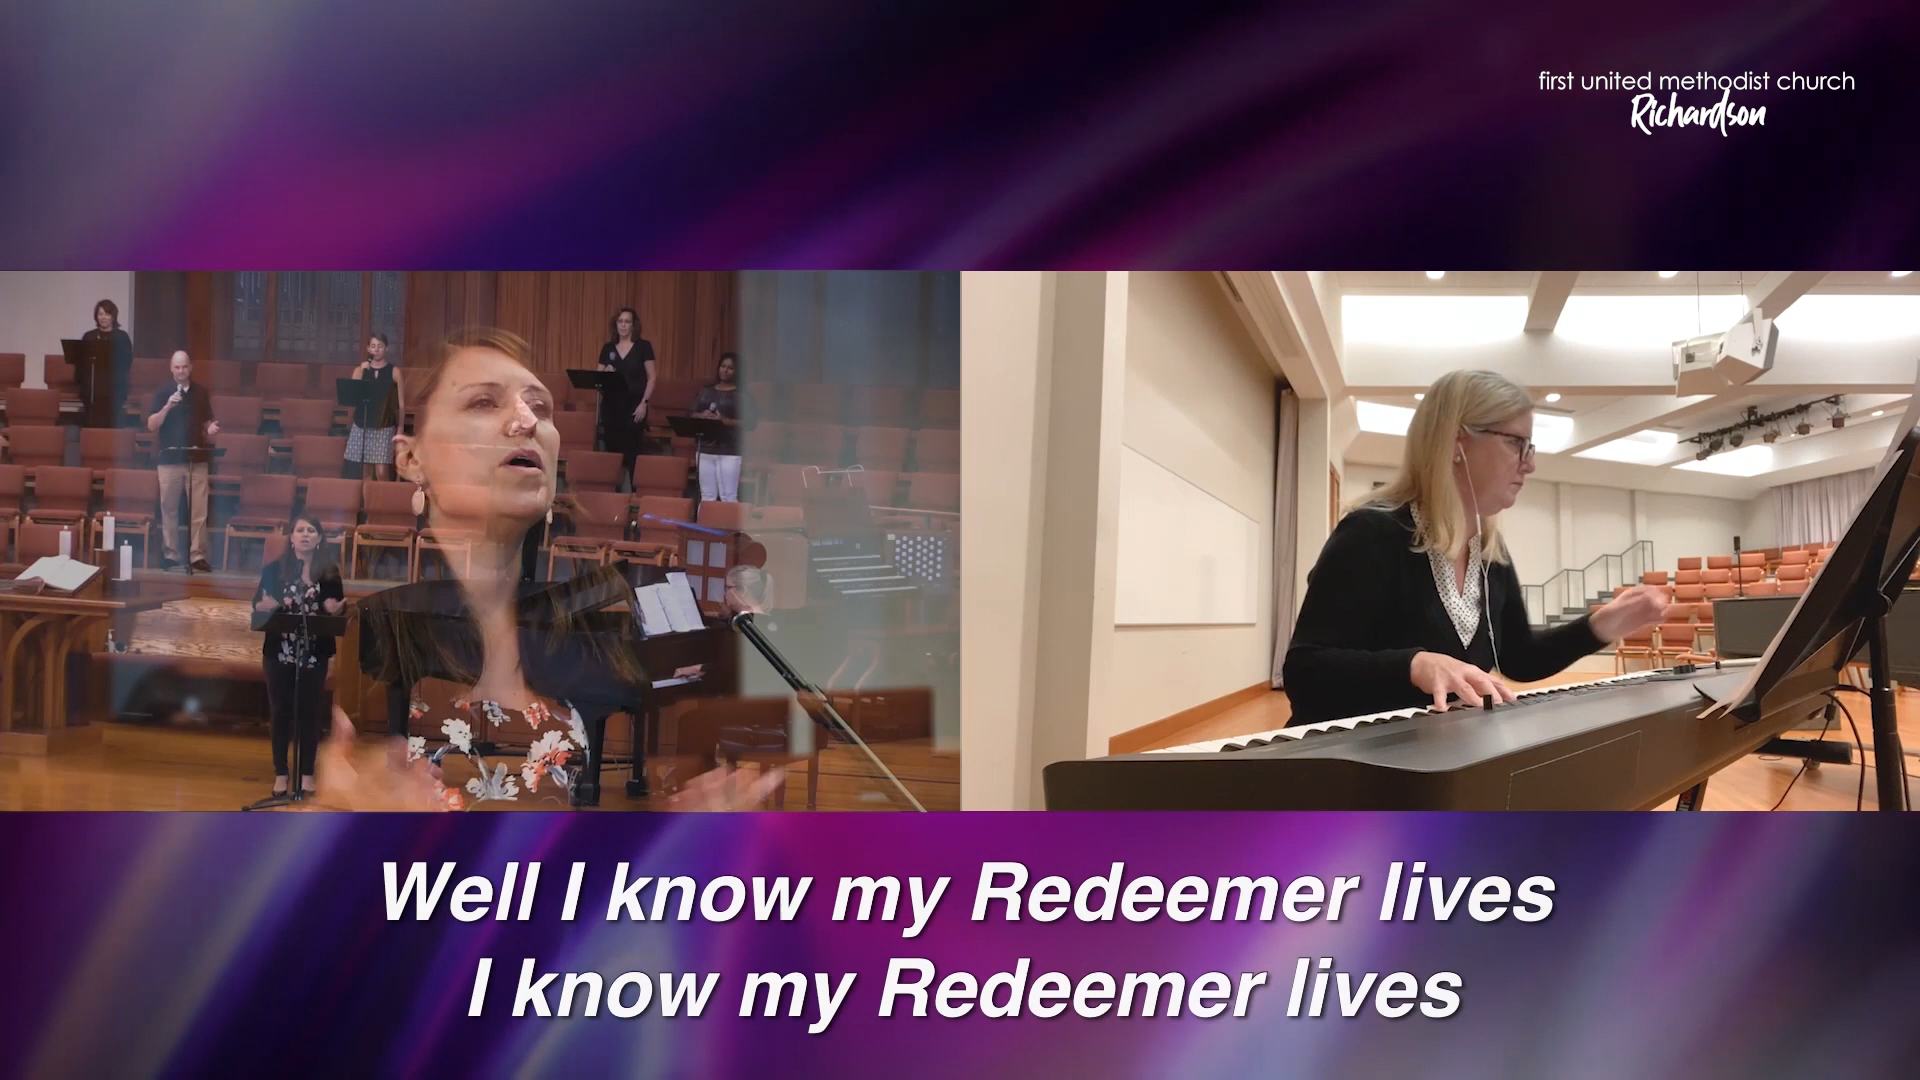 first united methodist church
Richardson
Well I know my Redeemer lives
I know my Redeemer lives